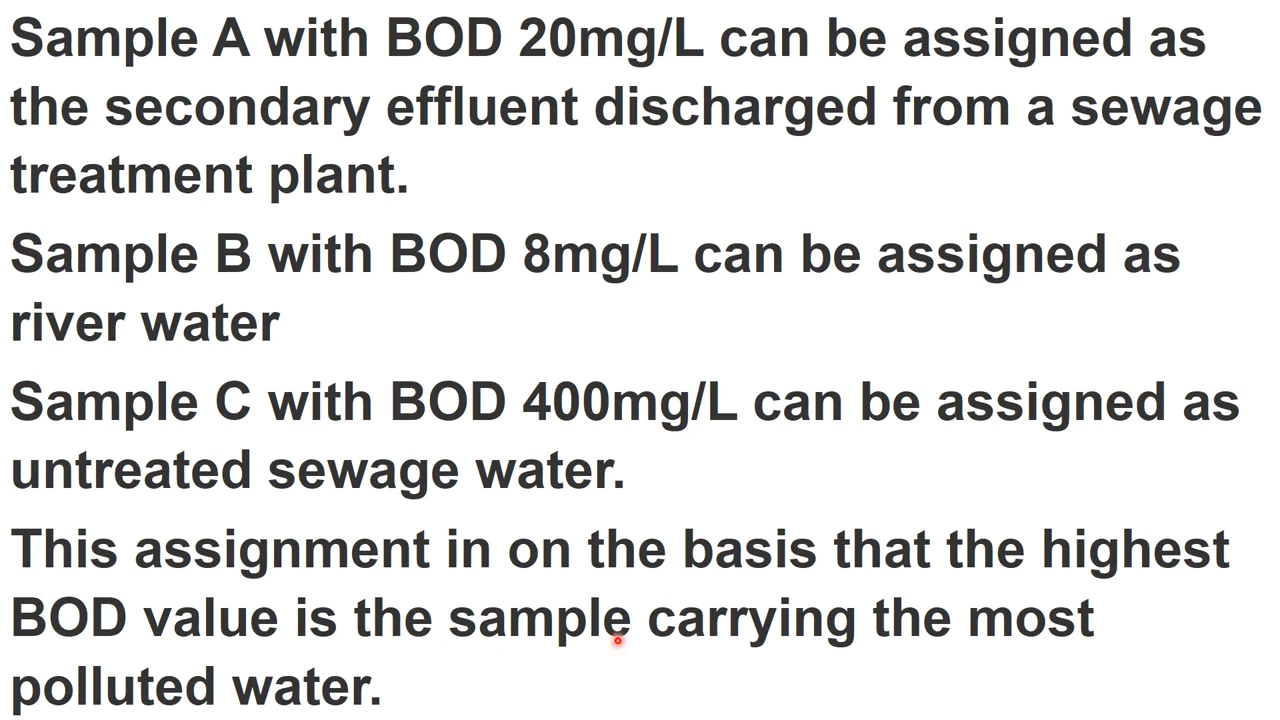 Sample A with BOD 20mg/L can be assigned as
the secondary effluent discharged from a sewage
treatment plant.
Sample B with BOD 8mg/L can be assigned as
river water
Sample C with BOD 400mg/L can be assigned as
untreated sewage water.
This assignment in on the basis that the highest
BOD value is the sample carrying the most
polluted water.